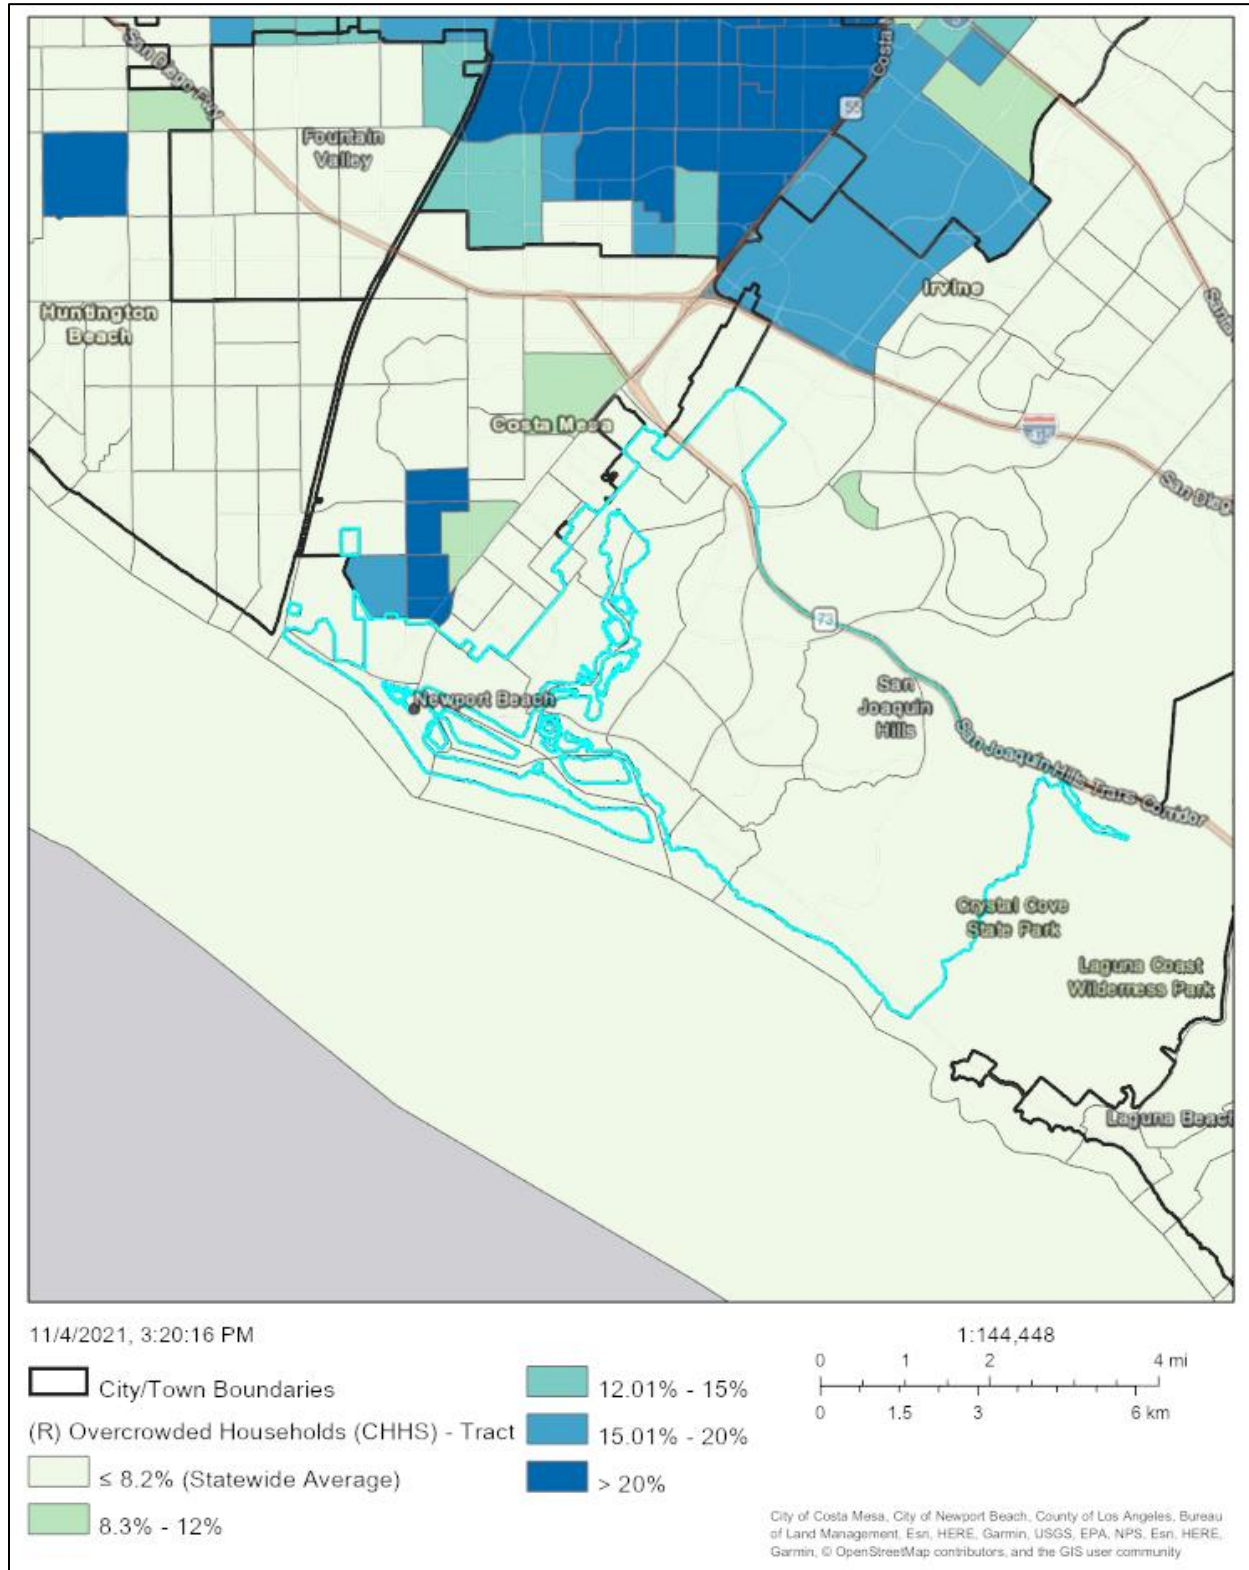 San Diego Fwy
Costa M
55
5
Fountain
Valley
Huntington
Beach
Irvine
Santa
Costa Mesa
405
San Dieg
73
Newport Beach
San
Joaquin
Hills
San Joaquin Hills Trans Corridor
Crystal Cove
State Park
Laguna Coast
Wilderness Park
Laguna Beach
11/4/2021, 3:20:16 PM
1:144,448
0 1 2 4 mi
0 1.5 3 6 km
City/Town Boundaries
(R) Overcrowded Households (CHHS) - Tract
≤ 8.2% (Statewide Average)
8.3% - 12%
12.01% - 15%
15.01% - 20%
> 20%
City of Costa Mesa, City of Newport Beach, County of Los Angeles, Bureau
of Land Management, Esri, HERE, Garmin, USGS, EPA, NPS, Esri, HERE,
Garmin, © OpenStreetMap contributors, and the GIS user community